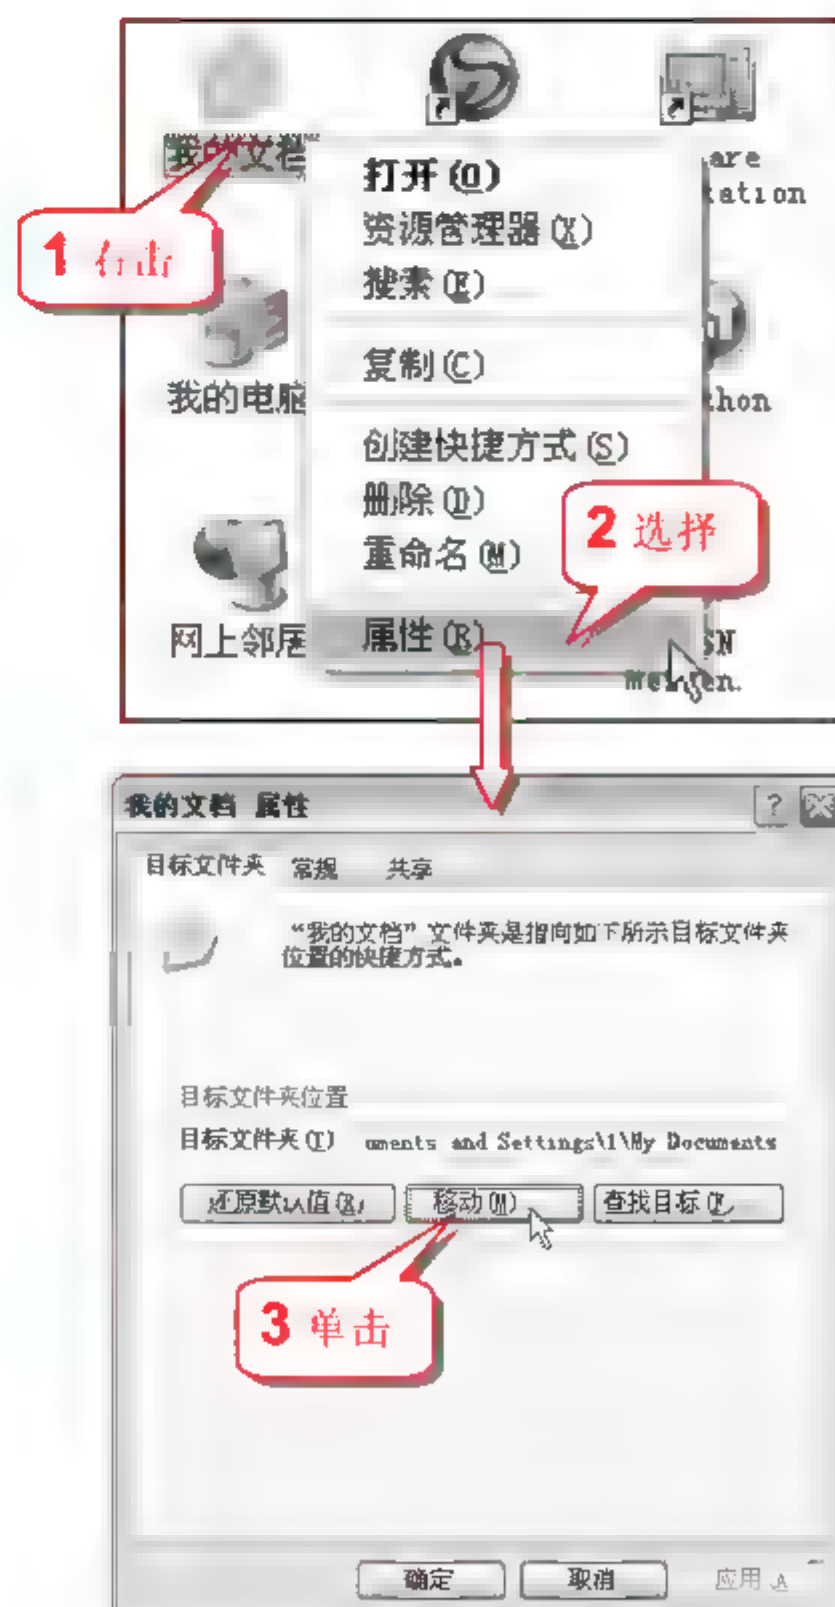 我的文档
打开(O)
are
资源管理器(X)
ation
1 右击
搜索(E)
复制(C)
我的电脑
thon
创建快捷方式(S)
删除(D)
2 选择
重命名(M)
网上邻居
属性(R)
SN
我的文档 属性
目标文件夹 常规 共享
“我的文档”文件夹是指向如下所示目标文件夹
位置的快捷方式。
目标文件夹位置
目标文件夹(T) uments and Settings\1\My Documents
还原默认值(R) 移动(M) 查找目标(F)
3 单击
确定 取消 应用(A)